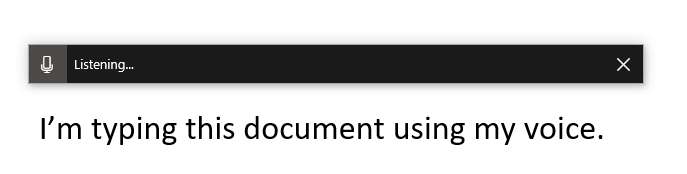 Listening...
I’m typing this document using my voice.